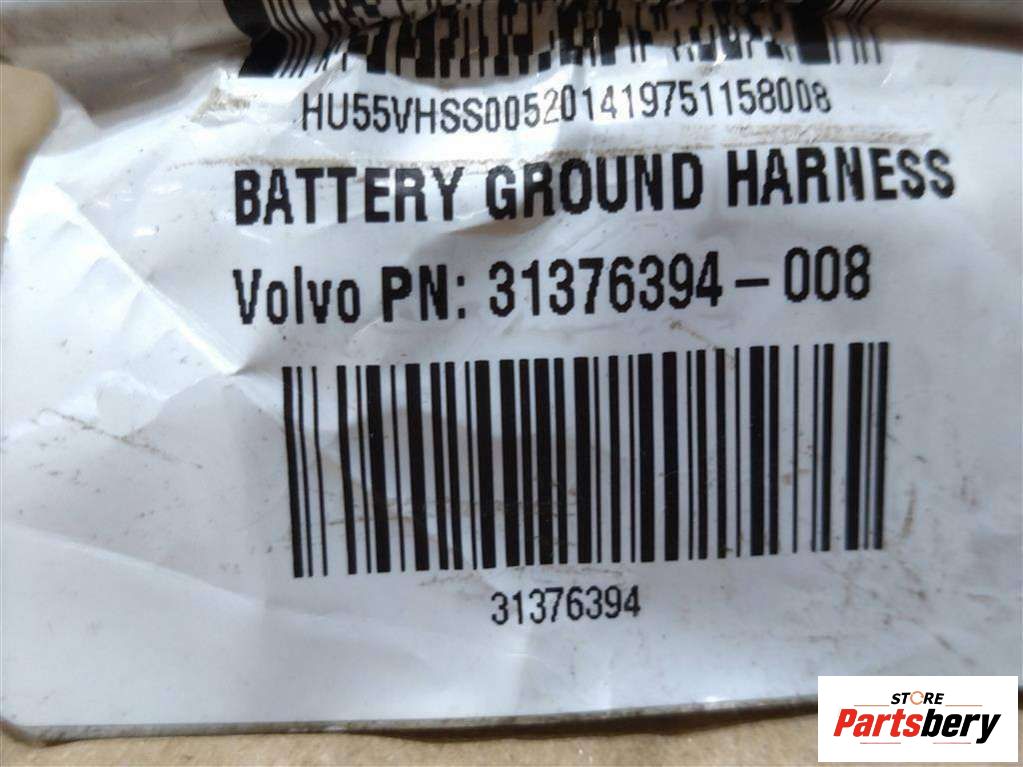 HU55VHSS005201419751158008
BATTERY GROUND HARNESS
Volvo PN: 31376394-008
31376394
STORE
Partsbery